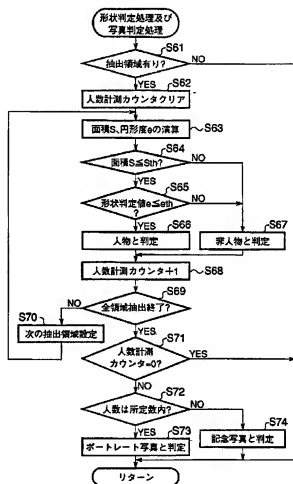 形状判定処理及び
写真判定処理
S61
抽出領域有り?
NO
YES
S62
人数計測カウンタクリア
S63
面積S、円形度eの演算
S64
面積S≦Sth?
NO
YES
S65
形状判定値e≦eth
?
NO
YES
S66
人物と判定
S67
非人物と判定
S68
人数計測カウンタ+1
S69
全領域抽出終了?
NO
S70
次の抽出領域設定
YES
S71
人数計測
カウンタ=0?
YES
NO
S72
人数は所定数内?
NO
YES
S73
ポートレート写真と判定
S74
記念写真と判定
リターン